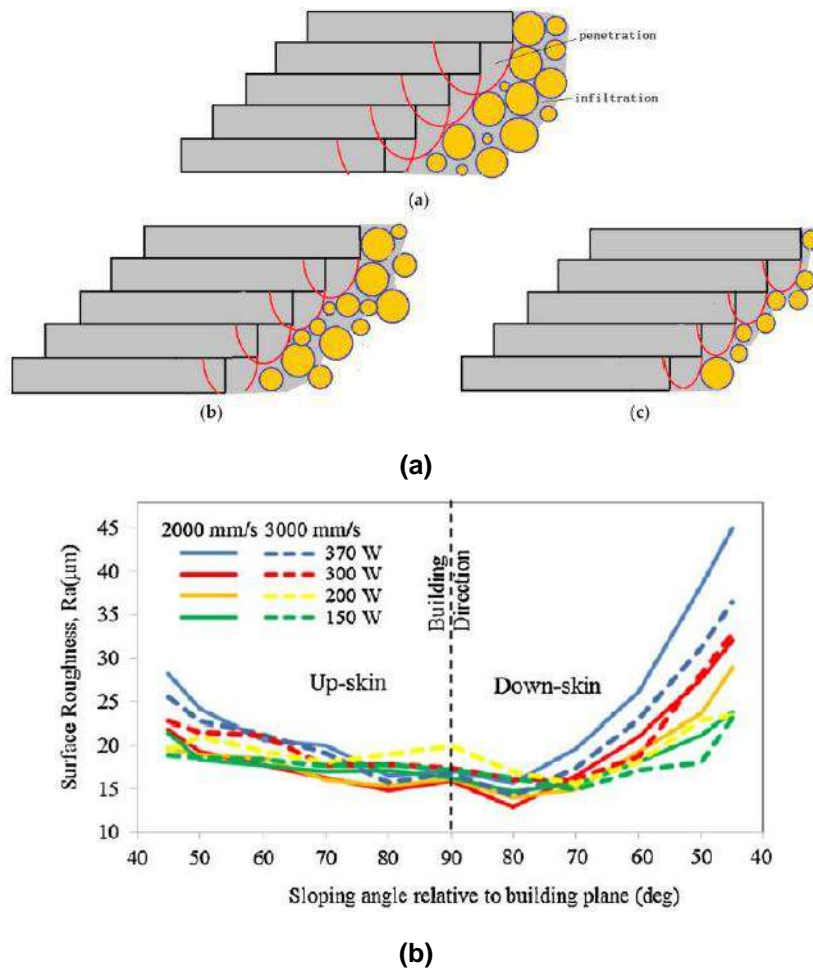 penetration
infiltration
(a)
(b)
(c)
(a)
2000 mm/s 3000 mm/s
370 W
300 W
200 W
150 W
Building
Direction
Up-skin
Down-skin
Surface Roughness, Ra(μm)
45
40
35
30
25
20
15
10
40 50 60 70 80 90 80 70 60 50 40
Sloping angle relative to building plane (deg)
(b)